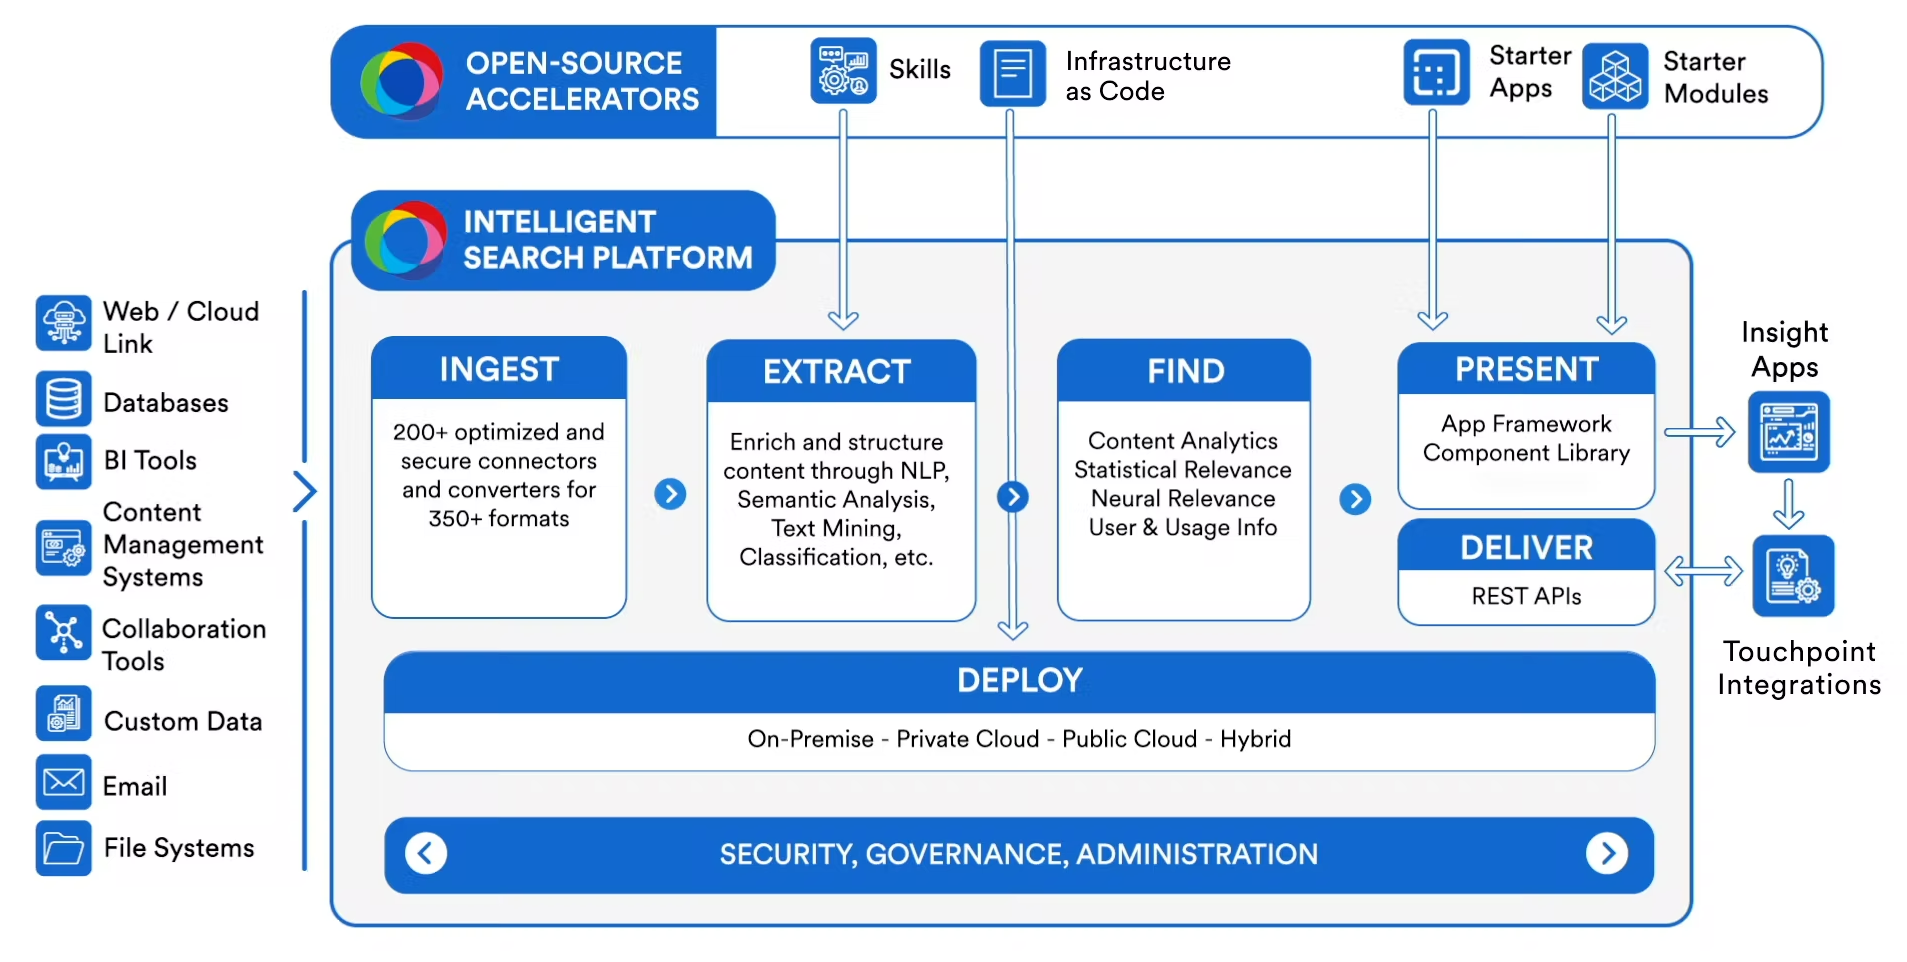 OPEN-SOURCE
ACCELERATORS
Skills
Infrastructure
as Code
Starter
Apps
Starter
Modules
INTELLIGENT
SEARCH PLATFORM
Web / Cloud
Link
Databases
BI Tools
Content
Management
Systems
Collaboration
Tools
Custom Data
Email
File Systems
INGEST
200+ optimized and
secure connectors
and converters for
350+ formats
EXTRACT
Enrich and structure
content through NLP,
Semantic Analysis,
Text Mining,
Classification, etc.
FIND
Content Analytics
Statistical Relevance
Neural Relevance
User & Usage Info
PRESENT
App Framework
Component Library
DELIVER
REST APIs
Insight
Apps
Touchpoint
Integrations
DEPLOY
On-Premise - Private Cloud - Public Cloud - Hybrid
SECURITY, GOVERNANCE, ADMINISTRATION